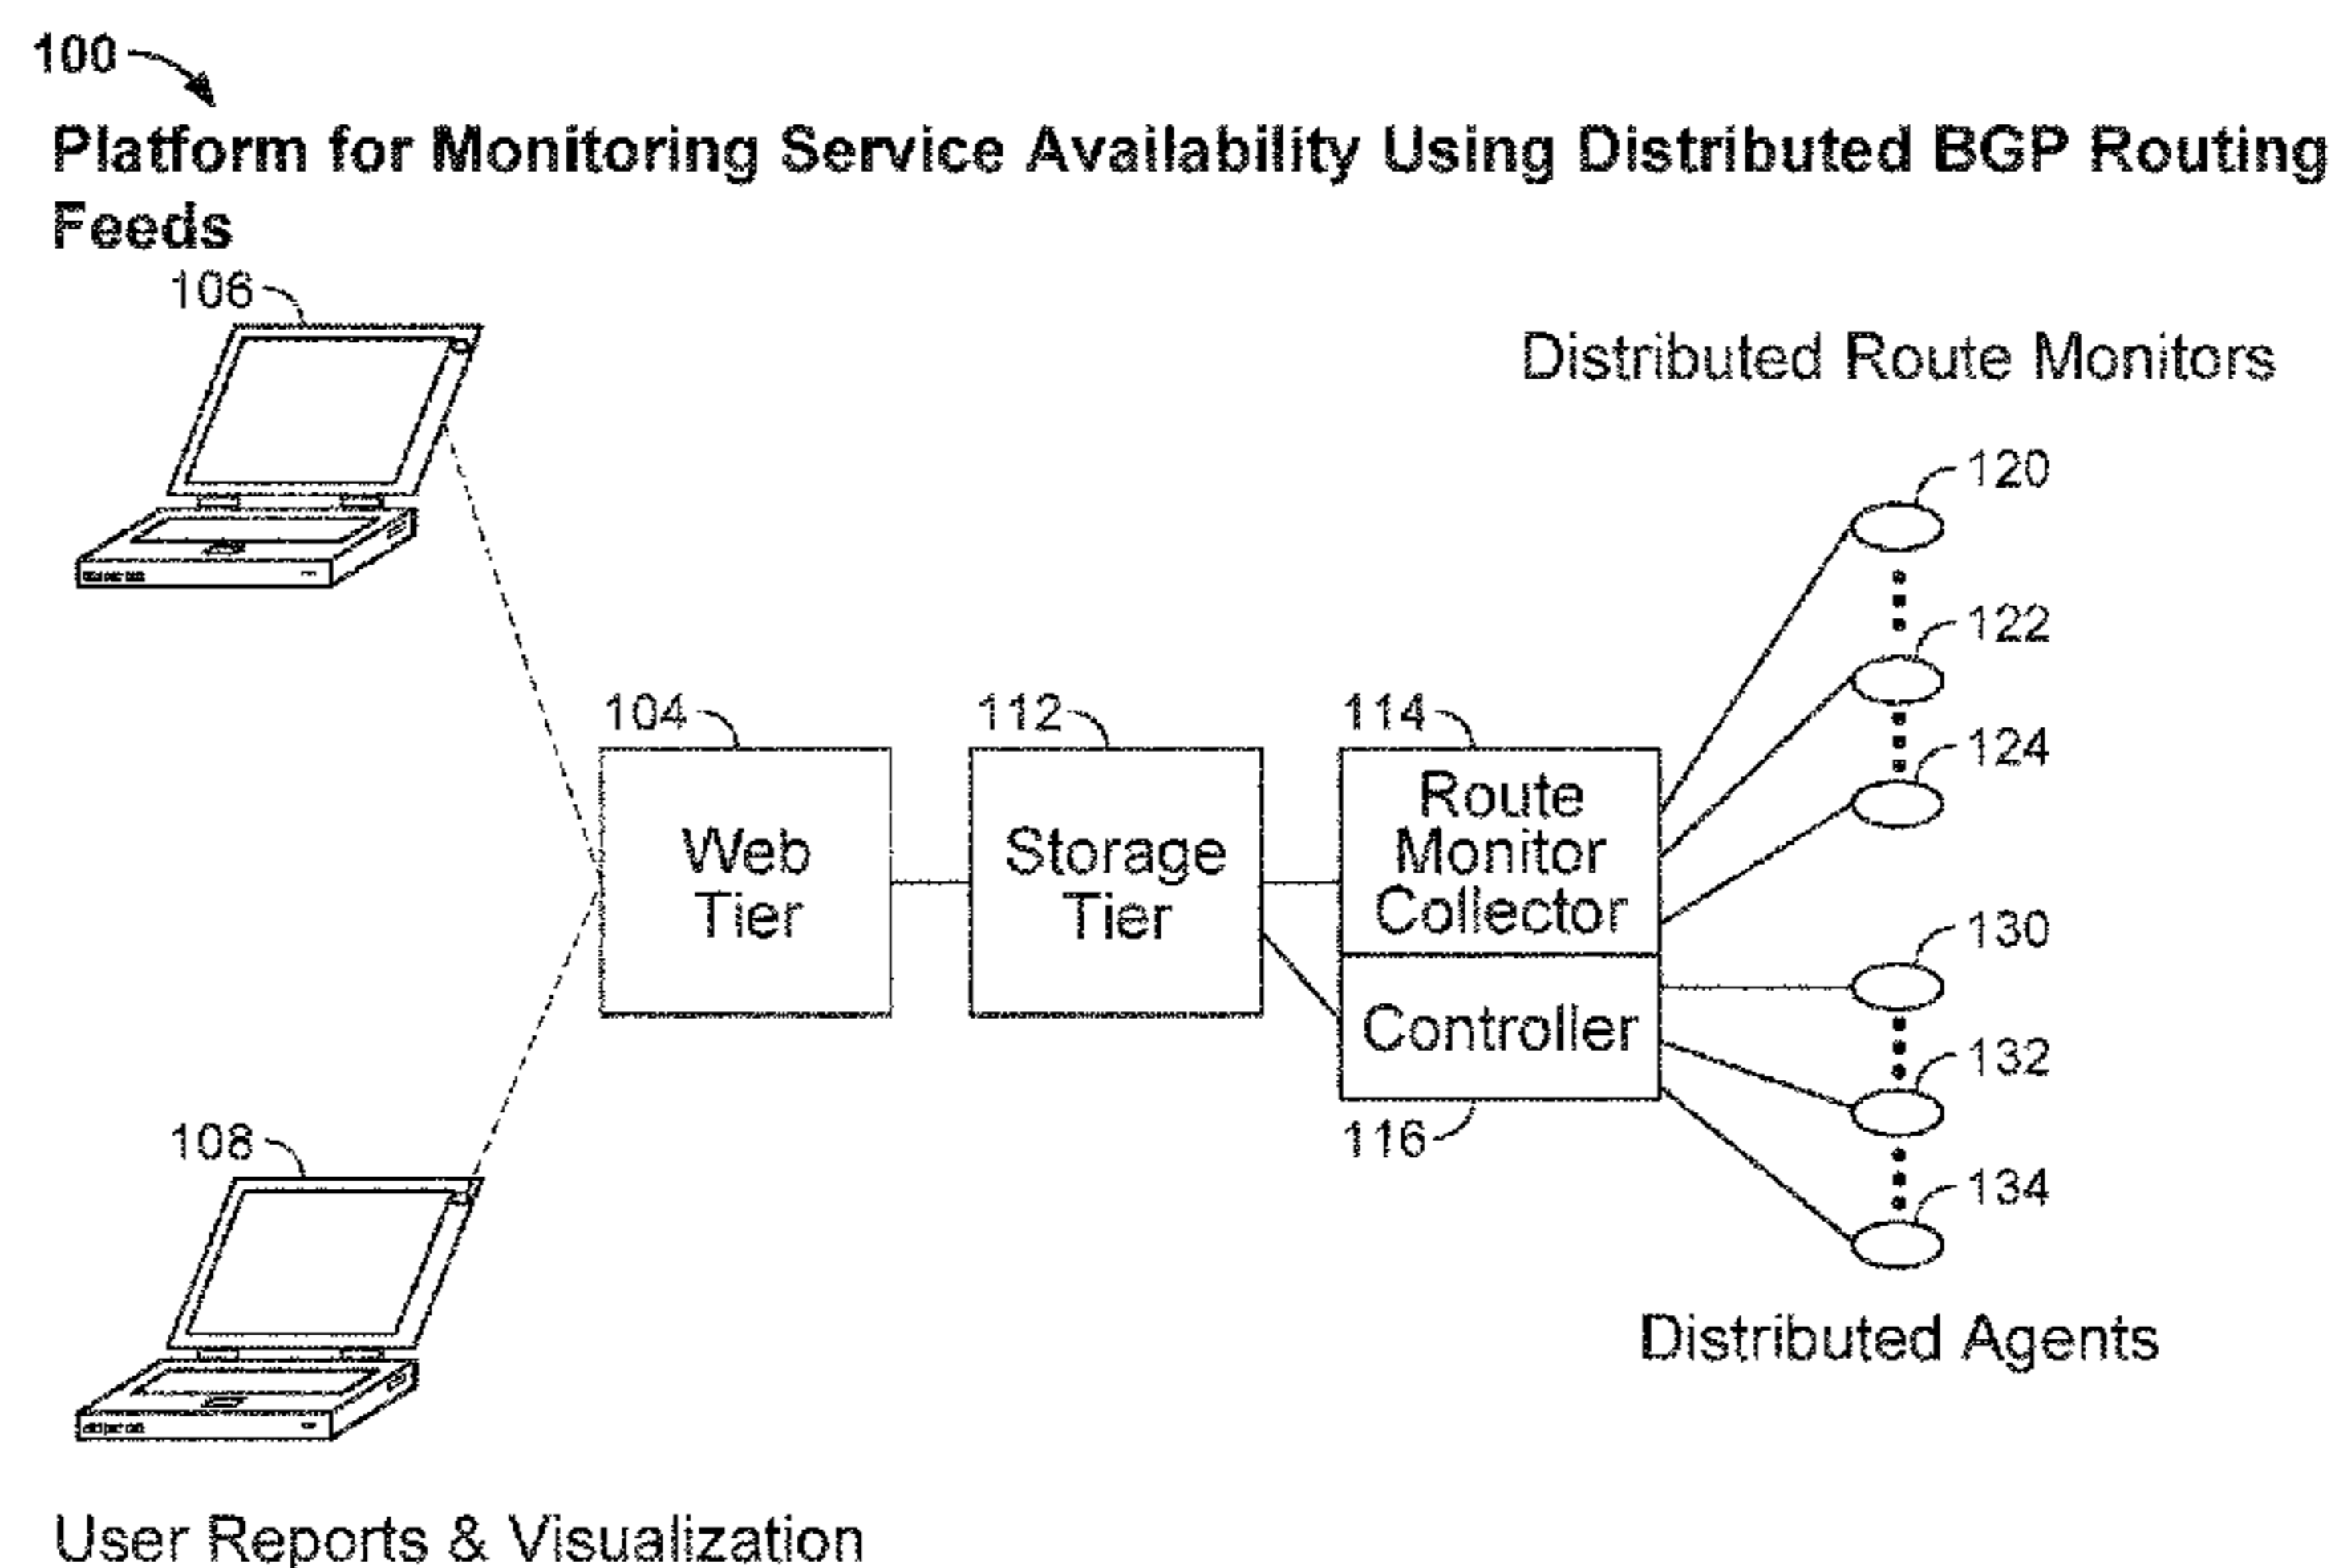 100
Platform for Monitoring Service Availability Using Distributed BGP Routing
Feeds
106
Distributed Route Monitors
120
122
104
112
114
124
Web
Tier
Storage
Tier
Route
Monitor
Collector
130
Controller
132
108
116
134
Distributed Agents
User Reports & Visualization